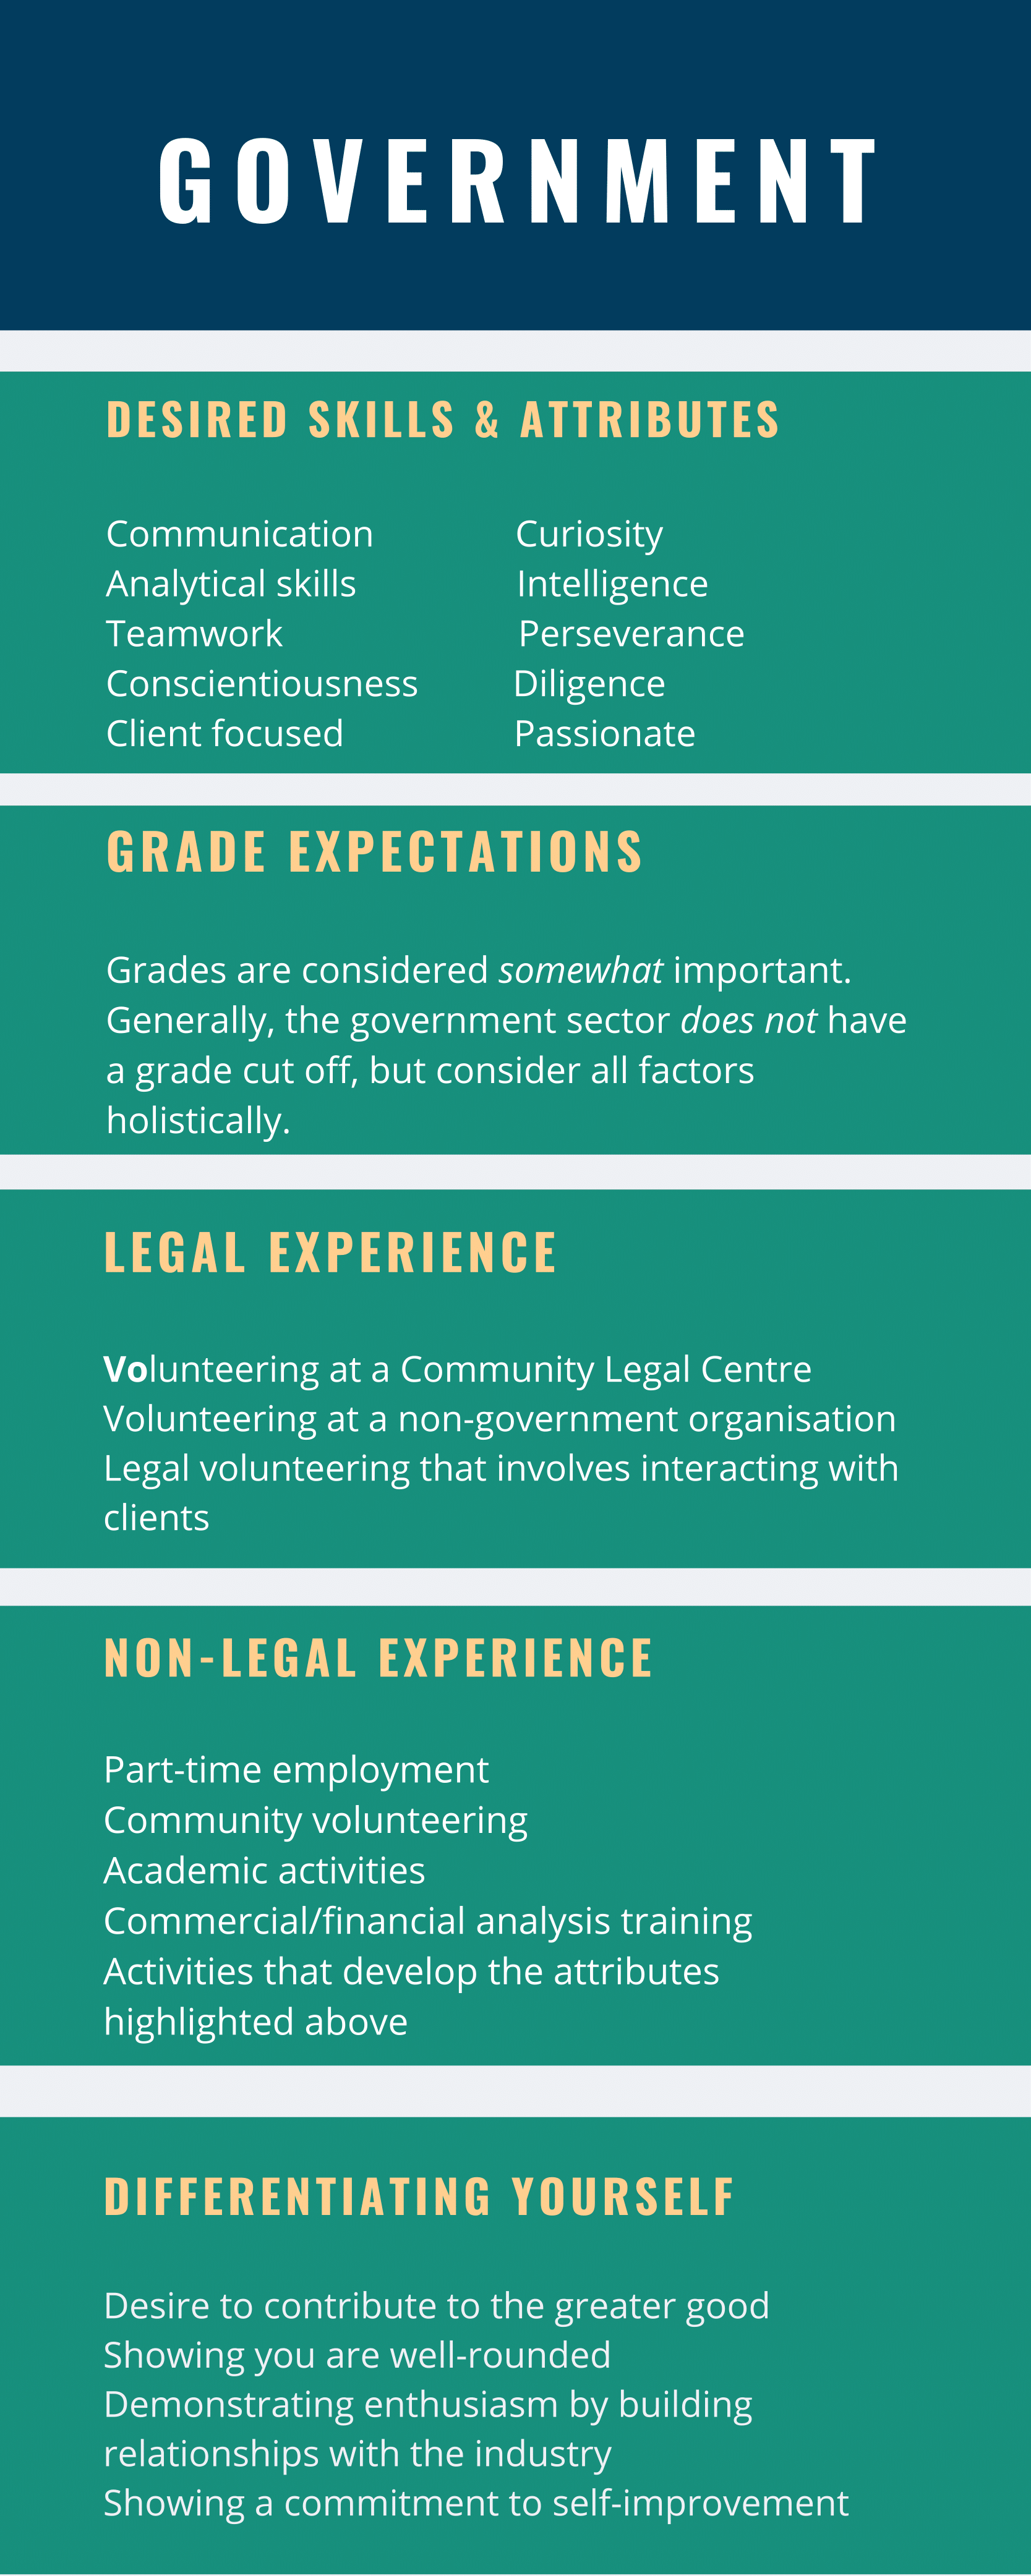 GOVERNMENT
DESIRED SKILLS & ATTRIBUTES
Communication Curiosity
Analytical skills Intelligence
Teamwork Perseverance
Conscientiousness Diligence
Client focused Passionate
GRADE EXPECTATIONS
Grades are considered somewhat important.
Generally, the government sector does not have
a grade cut off, but consider all factors
holistically.
LEGAL EXPERIENCE
Volunteering at a Community Legal Centre
Volunteering at a non-government organisation
Legal volunteering that involves interacting with
clients
NON-LEGAL EXPERIENCE
Part-time employment
Community volunteering
Academic activities
Commercial/financial analysis training
Activities that develop the attributes
highlighted above
DIFFERENTIATING YOURSELF
Desire to contribute to the greater good
Showing you are well-rounded
Demonstrating enthusiasm by building
relationships with the industry
Showing a commitment to self-improvement